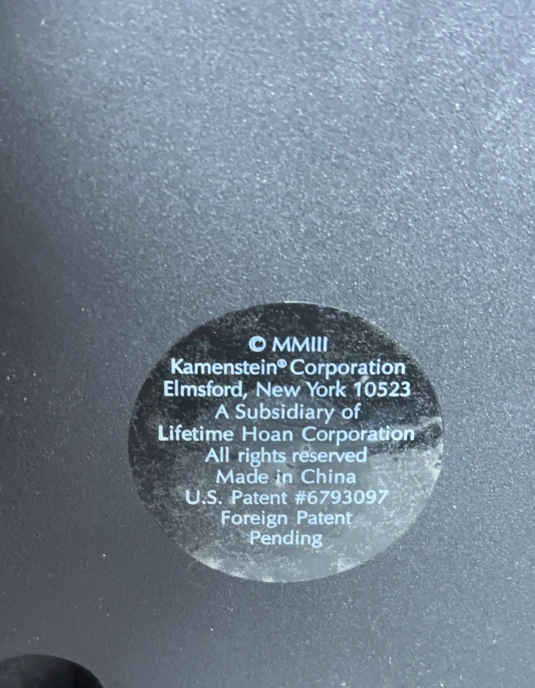 © MMIII
Kamenstein® Corporation
Elmsford, New York 10523
A Subsidiary of
Lifetime Hoan Corporation
All rights reserved
Made in China
U.S. Patent #6793097
Foreign Patent
Pending